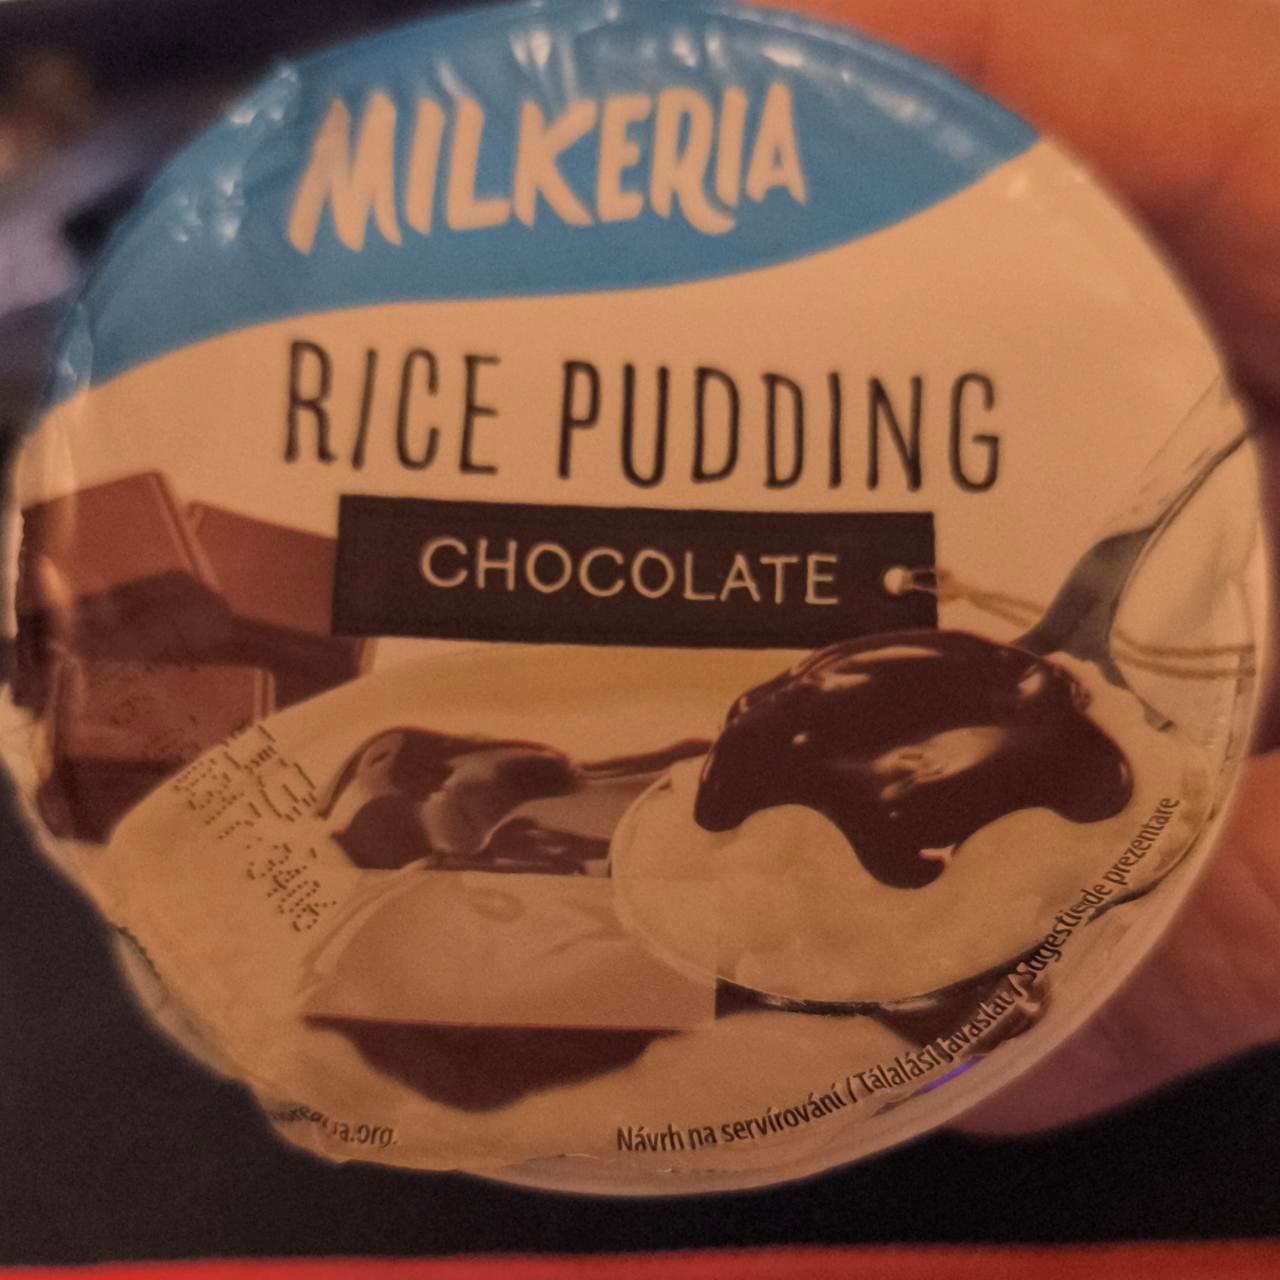 MILKERIA
RICE PUDDING
CHOCOLATE
Návrh na servírování / Tálalási javaslat / Sugestie de prezentare